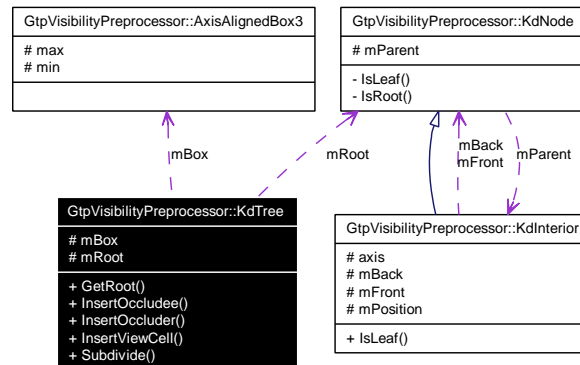 GtpVisibilityPreprocessor::AxisAlignedBox3
# max
# min
GtpVisibilityPreprocessor::KdNode
# mParent
- IsLeaf()
- IsRoot()
mBox
mRoot
mBack
mFront
mParent
GtpVisibilityPreprocessor::KdTree
# mBox
# mRoot
+ GetRoot()
+ InsertOccludee()
+ InsertOccluder()
+ InsertViewCell()
+ Subdivide()
GtpVisibilityPreprocessor::KdInterior
# axis
# mBack
# mFront
# mPosition
+ IsLeaf()